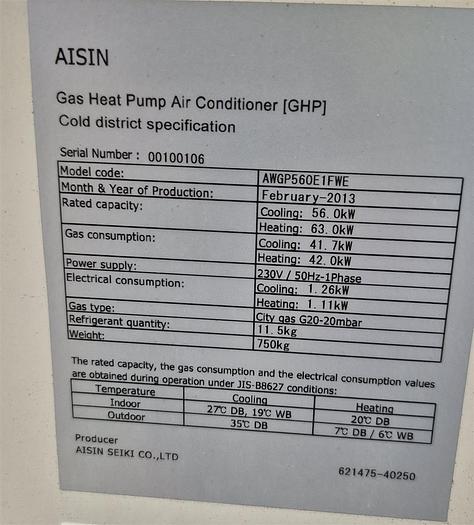 AISIN
Gas Heat Pump Air Conditioner [GHP]
Cold district specification
Serial Number : 00100106
Model code: AWGP560E1FWE
Month & Year of Production: February-2013
Rated capacity: Cooling: 56.0kW
Heating: 63.0kW
Gas consumption: Cooling: 41.7kW
Heating: 42.0kW
Power supply: 230V / 50Hz-1Phase
Electrical consumption: Cooling: 1.26kW
Heating: 1.11kW
Gas type: City gas G20-20mbar
Refrigerant quantity: 11.5kg
Weight: 750kg
The rated capacity, the gas consumption and the electrical consumption values
are obtained during operation under JIS-B8627 conditions:
Temperature Cooling Heating
Indoor 27℃ DB, 19℃ WB 20℃ DB
Outdoor 35℃ DB 7℃ DB / 6℃ WB
Producer
AISIN SEIKI CO.,LTD
621475-40250